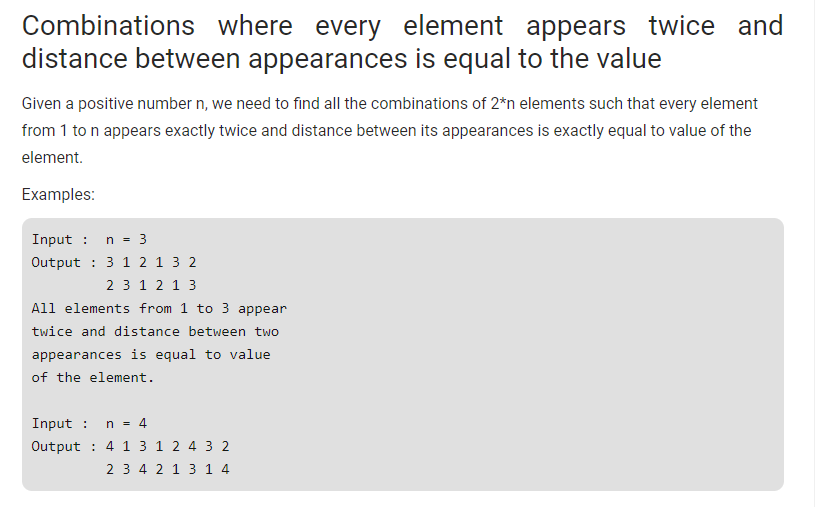 Combinations where every element appears twice and
distance between appearances is equal to the value
Given a positive number n, we need to find all the combinations of 2*n elements such that every element
from 1 to n appears exactly twice and distance between its appearances is exactly equal to value of the
element.
Examples:
Input :  n = 3
Output : 3 1 2 1 3 2
2 3 1 2 1 3
All elements from 1 to 3 appear
twice and distance between two
appearances is equal to value
of the element.
Input :  n = 4
Output : 4 1 3 1 2 4 3 2
2 3 4 2 1 3 1 4